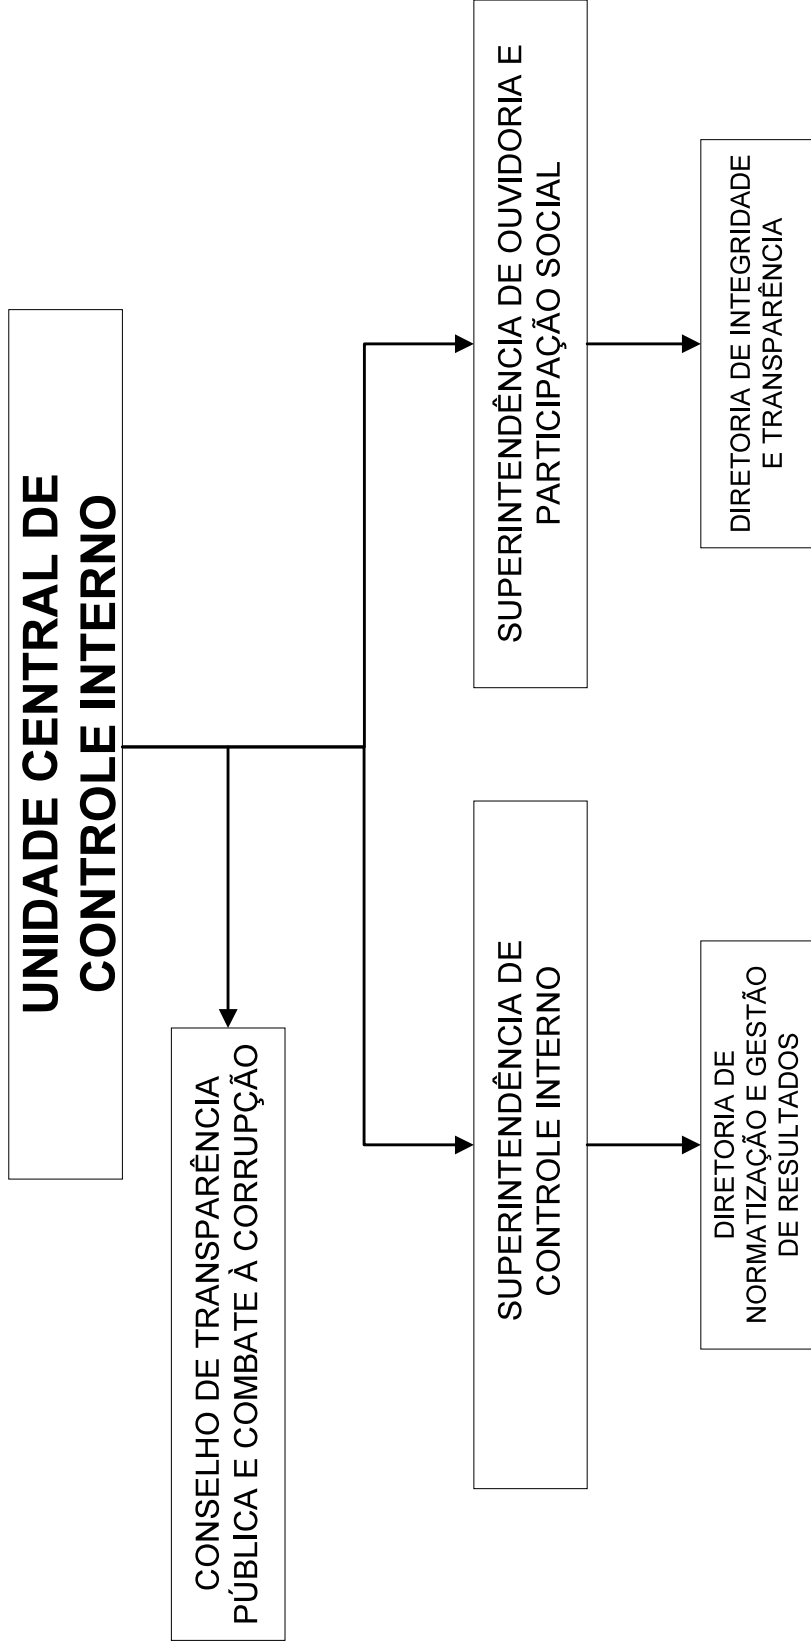 UNIDADE CENTRAL DE
CONTROLE INTERNO
CONSELHO DE TRANSPARÊNCIA
PÚBLICA E COMBATE À CORRUPÇÃO
SUPERINTENDÊNCIA DE
CONTROLE INTERNO
SUPERINTENDÊNCIA DE OUVIDORIA E
PARTICIPAÇÃO SOCIAL
DIRETORIA DE
NORMATIZAÇÃO E GESTÃO
DE RESULTADOS
DIRETORIA DE INTEGRIDADE
E TRANSPARÊNCIA